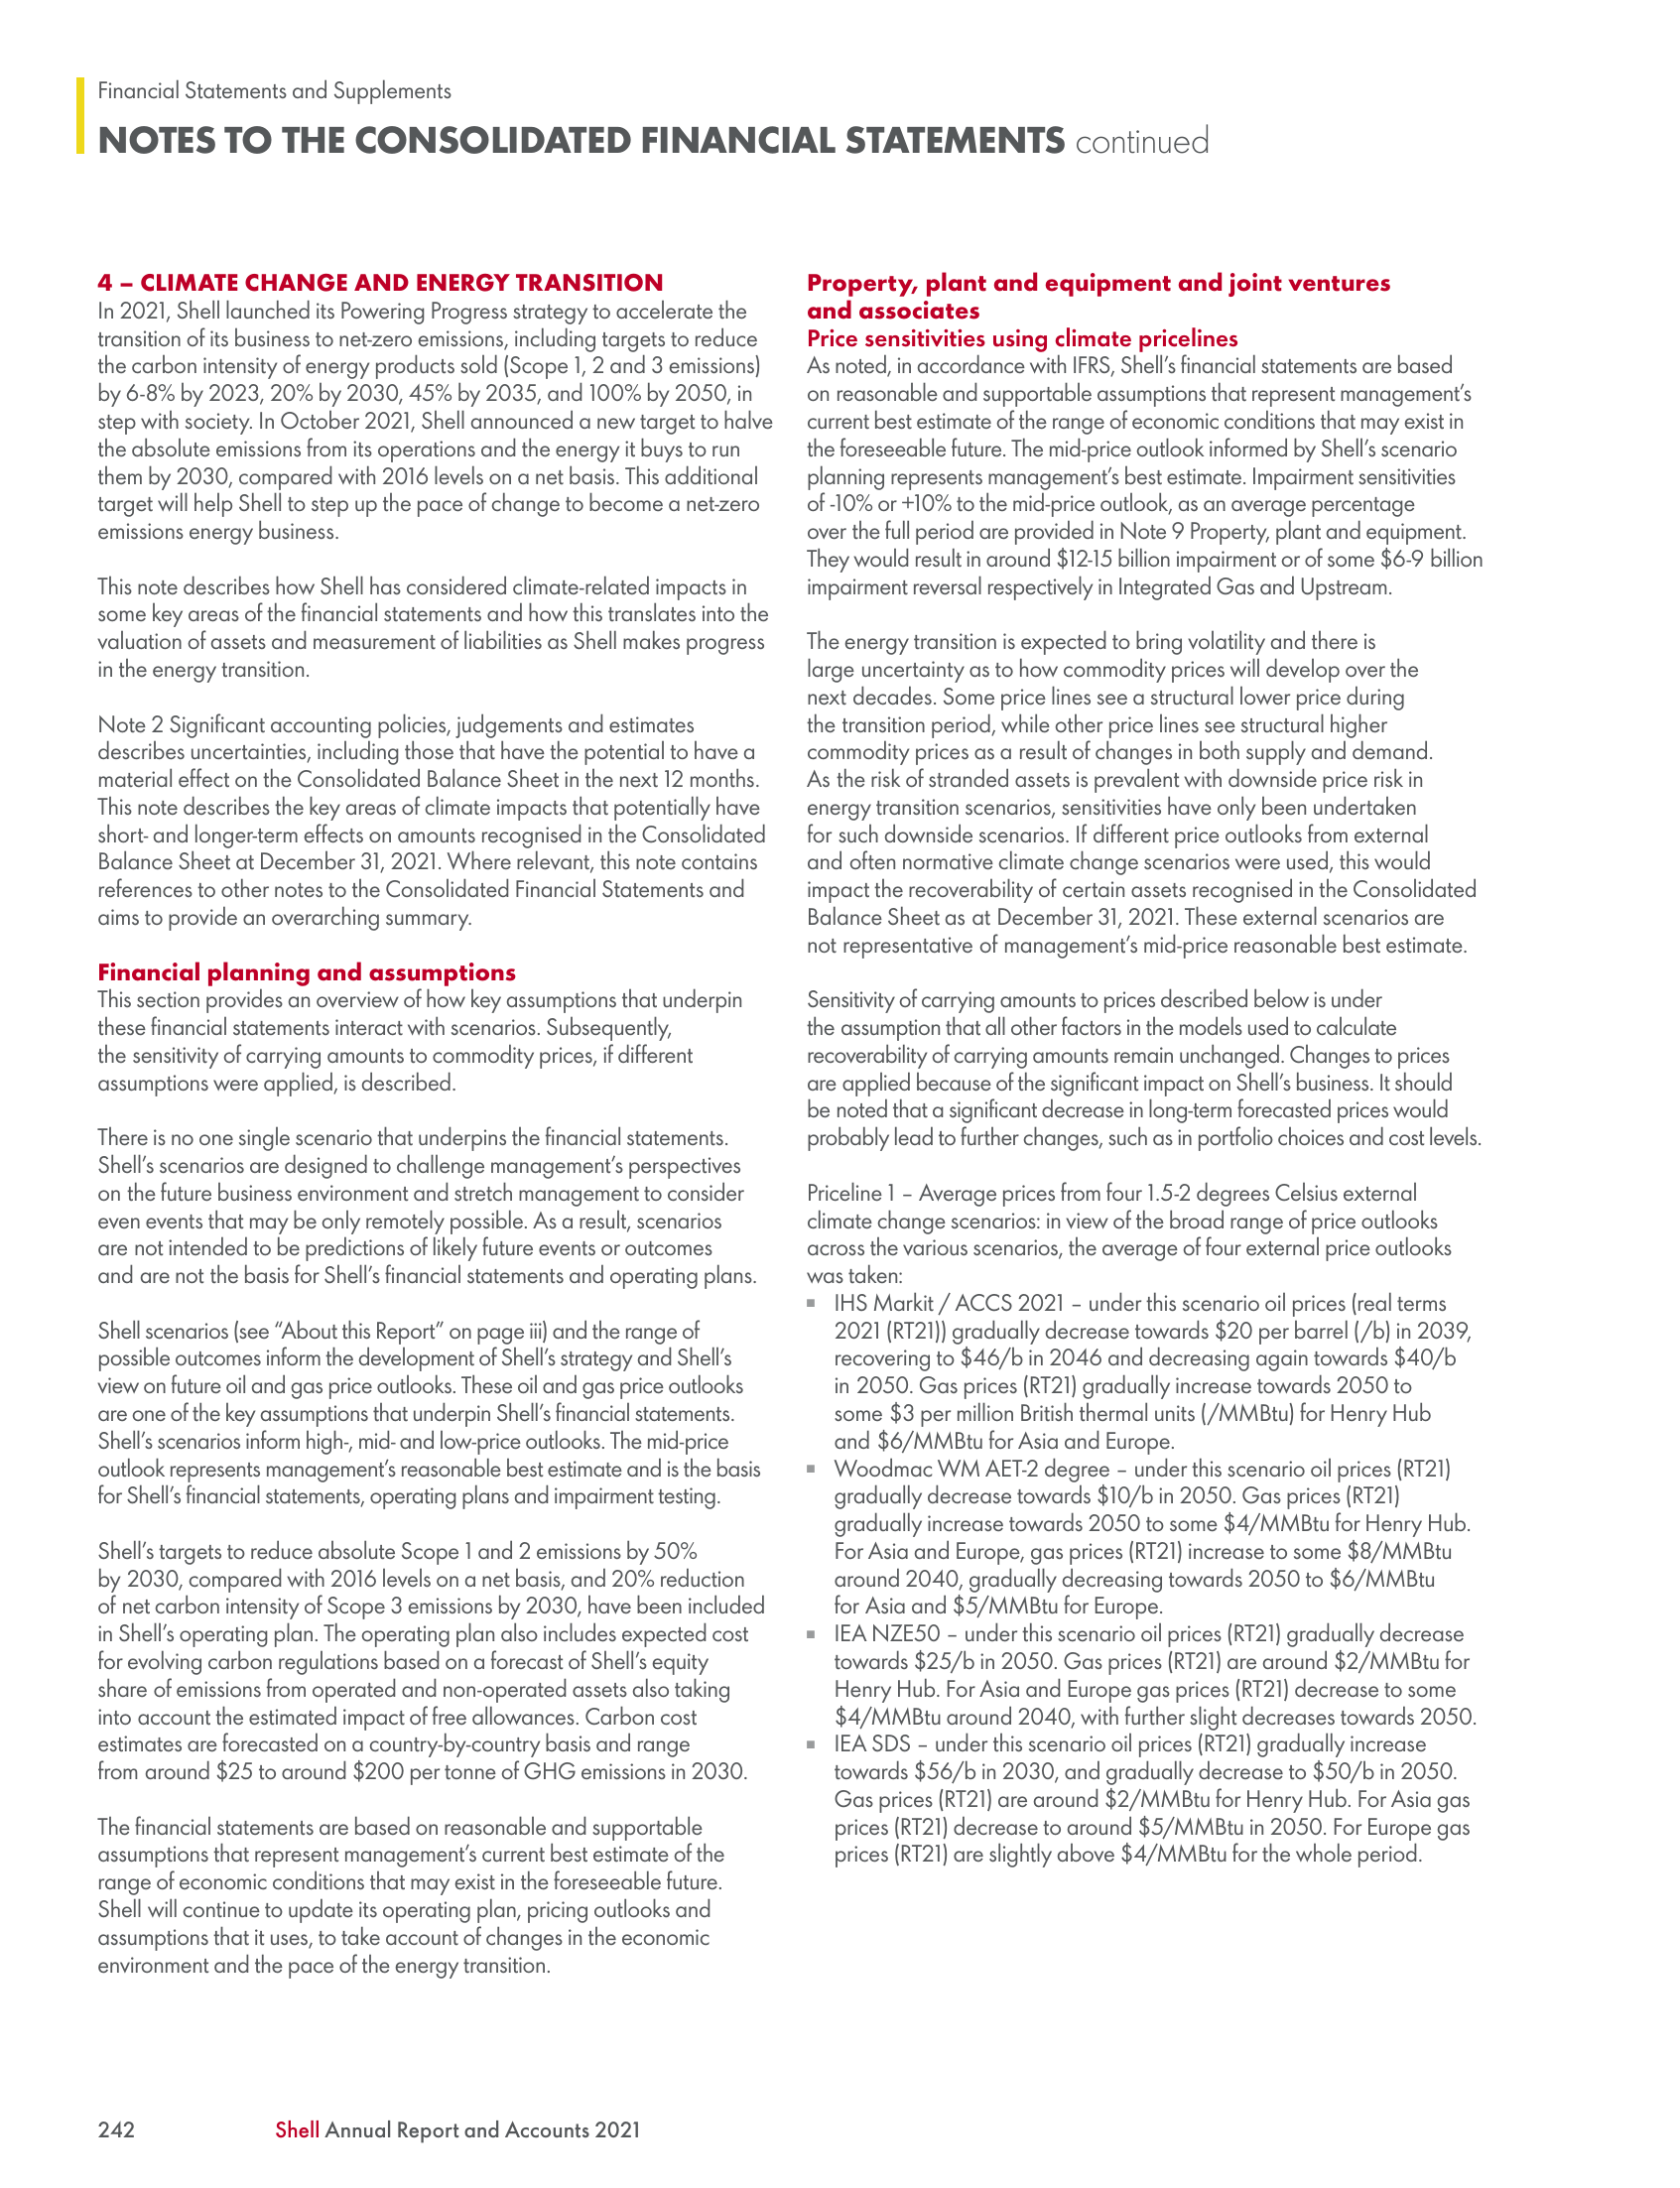 Financial Statements and Supplements
NOTES TO THE CONSOLIDATED FINANCIAL STATEMENTS continued
4 – CLIMATE CHANGE AND ENERGY TRANSITION
In 2021, Shell launched its Powering Progress strategy to accelerate the
transition of its business to net-zero emissions, including targets to reduce
the carbon intensity of energy products sold (Scope 1, 2 and 3 emissions)
by 6-8% by 2023, 20% by 2030, 45% by 2035, and 100% by 2050, in
step with society. In October 2021, Shell announced a new target to halve
the absolute emissions from its operations and the energy it buys to run
them by 2030, compared with 2016 levels on a net basis. This additional
target will help Shell to step up the pace of change to become a net-zero
emissions energy business.
This note describes how Shell has considered climate-related impacts in
some key areas of the financial statements and how this translates into the
valuation of assets and measurement of liabilities as Shell makes progress
in the energy transition.
Note 2 Significant accounting policies, judgements and estimates
describes uncertainties, including those that have the potential to have a
material effect on the Consolidated Balance Sheet in the next 12 months.
This note describes the key areas of climate impacts that potentially have
short- and longer-term effects on amounts recognised in the Consolidated
Balance Sheet at December 31, 2021. Where relevant, this note contains
references to other notes to the Consolidated Financial Statements and
aims to provide an overarching summary.
Financial planning and assumptions
This section provides an overview of how key assumptions that underpin
these financial statements interact with scenarios. Subsequently,
the sensitivity of carrying amounts to commodity prices, if different
assumptions were applied, is described.
There is no one single scenario that underpins the financial statements.
Shell's scenarios are designed to challenge management's perspectives
on the future business environment and stretch management to consider
even events that may be only remotely possible. As a result, scenarios
are not intended to be predictions of likely future events or outcomes
and are not the basis for Shell's financial statements and operating plans.
Shell scenarios (see “About this Report” on page iii) and the range of
possible outcomes inform the development of Shell's strategy and Shell's
view on future oil and gas price outlooks. These oil and gas price outlooks
are one of the key assumptions that underpin Shell's financial statements.
Shell's scenarios inform high-, mid- and low-price outlooks. The mid-price
outlook represents management's reasonable best estimate and is the basis
for Shell's financial statements, operating plans and impairment testing.
Shell's targets to reduce absolute Scope 1 and 2 emissions by 50%
by 2030, compared with 2016 levels on a net basis, and 20% reduction
of net carbon intensity of Scope 3 emissions by 2030, have been included
in Shell's operating plan. The operating plan also includes expected cost
for evolving carbon regulations based on a forecast of Shell's equity
share of emissions from operated and non-operated assets also taking
into account the estimated impact of free allowances. Carbon cost
estimates are forecasted on a country-by-country basis and range
from around $25 to around $200 per tonne of GHG emissions in 2030.
The financial statements are based on reasonable and supportable
assumptions that represent management's current best estimate of the
range of economic conditions that may exist in the foreseeable future.
Shell will continue to update its operating plan, pricing outlooks and
assumptions that it uses, to take account of changes in the economic
environment and the pace of the energy transition.
Property, plant and equipment and joint ventures
and associates
Price sensitivities using climate pricelines
As noted, in accordance with IFRS, Shell's financial statements are based
on reasonable and supportable assumptions that represent management's
current best estimate of the range of economic conditions that may exist in
the foreseeable future. The mid-price outlook informed by Shell's scenario
planning represents management's best estimate. Impairment sensitivities
of -10% or +10% to the mid-price outlook, as an average percentage
over the full period are provided in Note 9 Property, plant and equipment.
They would result in around $12-15 billion impairment or of some $6-9 billion
impairment reversal respectively in Integrated Gas and Upstream.
The energy transition is expected to bring volatility and there is
large uncertainty as to how commodity prices will develop over the
next decades. Some price lines see a structural lower price during
the transition period, while other price lines see structural higher
commodity prices as a result of changes in both supply and demand.
As the risk of stranded assets is prevalent with downside price risk in
energy transition scenarios, sensitivities have only been undertaken
for such downside scenarios. If different price outlooks from external
and often normative climate change scenarios were used, this would
impact the recoverability of certain assets recognised in the Consolidated
Balance Sheet as at December 31, 2021. These external scenarios are
not representative of management's mid-price reasonable best estimate.
Sensitivity of carrying amounts to prices described below is under
the assumption that all other factors in the models used to calculate
recoverability of carrying amounts remain unchanged. Changes to prices
are applied because of the significant impact on Shell's business. It should
be noted that a significant decrease in long-term forecasted prices would
probably lead to further changes, such as in portfolio choices and cost levels.
Priceline 1 – Average prices from four 1.5-2 degrees Celsius external
climate change scenarios: in view of the broad range of price outlooks
across the various scenarios, the average of four external price outlooks
was taken:
▪ IHS Markit / ACCS 2021 – under this scenario oil prices (real terms
2021 (RT21)) gradually decrease towards $20 per barrel (/b) in 2039,
recovering to $46/b in 2046 and decreasing again towards $40/b
in 2050. Gas prices (RT21) gradually increase towards 2050 to
some $3 per million British thermal units (/MMBtu) for Henry Hub
and $6/MMBtu for Asia and Europe.
▪ Woodmac WM AET-2 degree – under this scenario oil prices (RT21)
gradually decrease towards $10/b in 2050. Gas prices (RT21)
gradually increase towards 2050 to some $4/MMBtu for Henry Hub.
For Asia and Europe, gas prices (RT21) increase to some $8/MMBtu
around 2040, gradually decreasing towards 2050 to $6/MMBtu
for Asia and $5/MMBtu for Europe.
▪ IEA NZE50 – under this scenario oil prices (RT21) gradually decrease
towards $25/b in 2050. Gas prices (RT21) are around $2/MMBtu for
Henry Hub. For Asia and Europe gas prices (RT21) decrease to some
$4/MMBtu around 2040, with further slight decreases towards 2050.
▪ IEA SDS – under this scenario oil prices (RT21) gradually increase
towards $56/b in 2030, and gradually decrease to $50/b in 2050.
Gas prices (RT21) are around $2/MMBtu for Henry Hub. For Asia gas
prices (RT21) decrease to around $5/MMBtu in 2050. For Europe gas
prices (RT21) are slightly above $4/MMBtu for the whole period.
242 Shell Annual Report and Accounts 2021